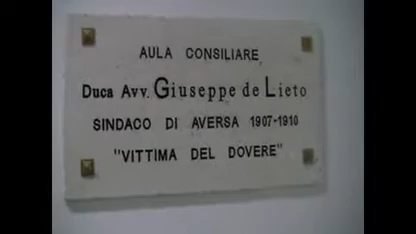 AULA CONSILIARE
Duca Avv. Giuseppe de Lieto
SINDACO DI AVERSA 1907-1910
"VITTIMA DEL DOVERE"